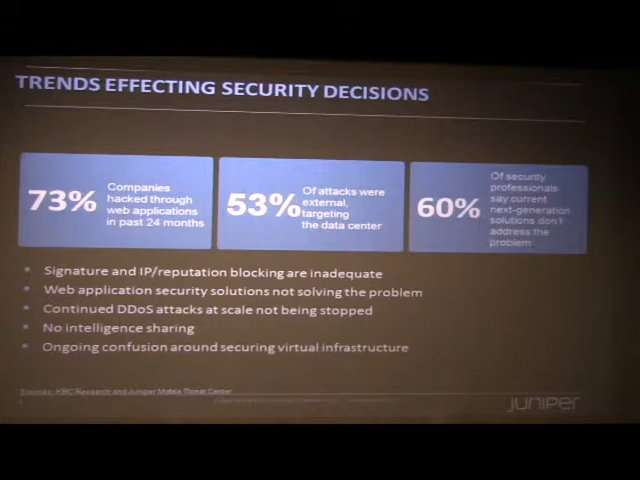 TRENDS EFFECTING SECURITY DECISIONS
73%
Companies
hacked through
web applications
in past 24 months
53%
Of attacks were
external,
targeting
the data center
60%
Of security
professionals
say current
next-generation
solutions don't
address the
problem
Signature and IP/reputation blocking are inadequate
Web application security solutions not solving the problem
Continued DDoS attacks at scale not being stopped
No intelligence sharing
Ongoing confusion around securing virtual infrastructure
Sources: KRC Research and Juniper Mobile Threat Center
JUNIPER